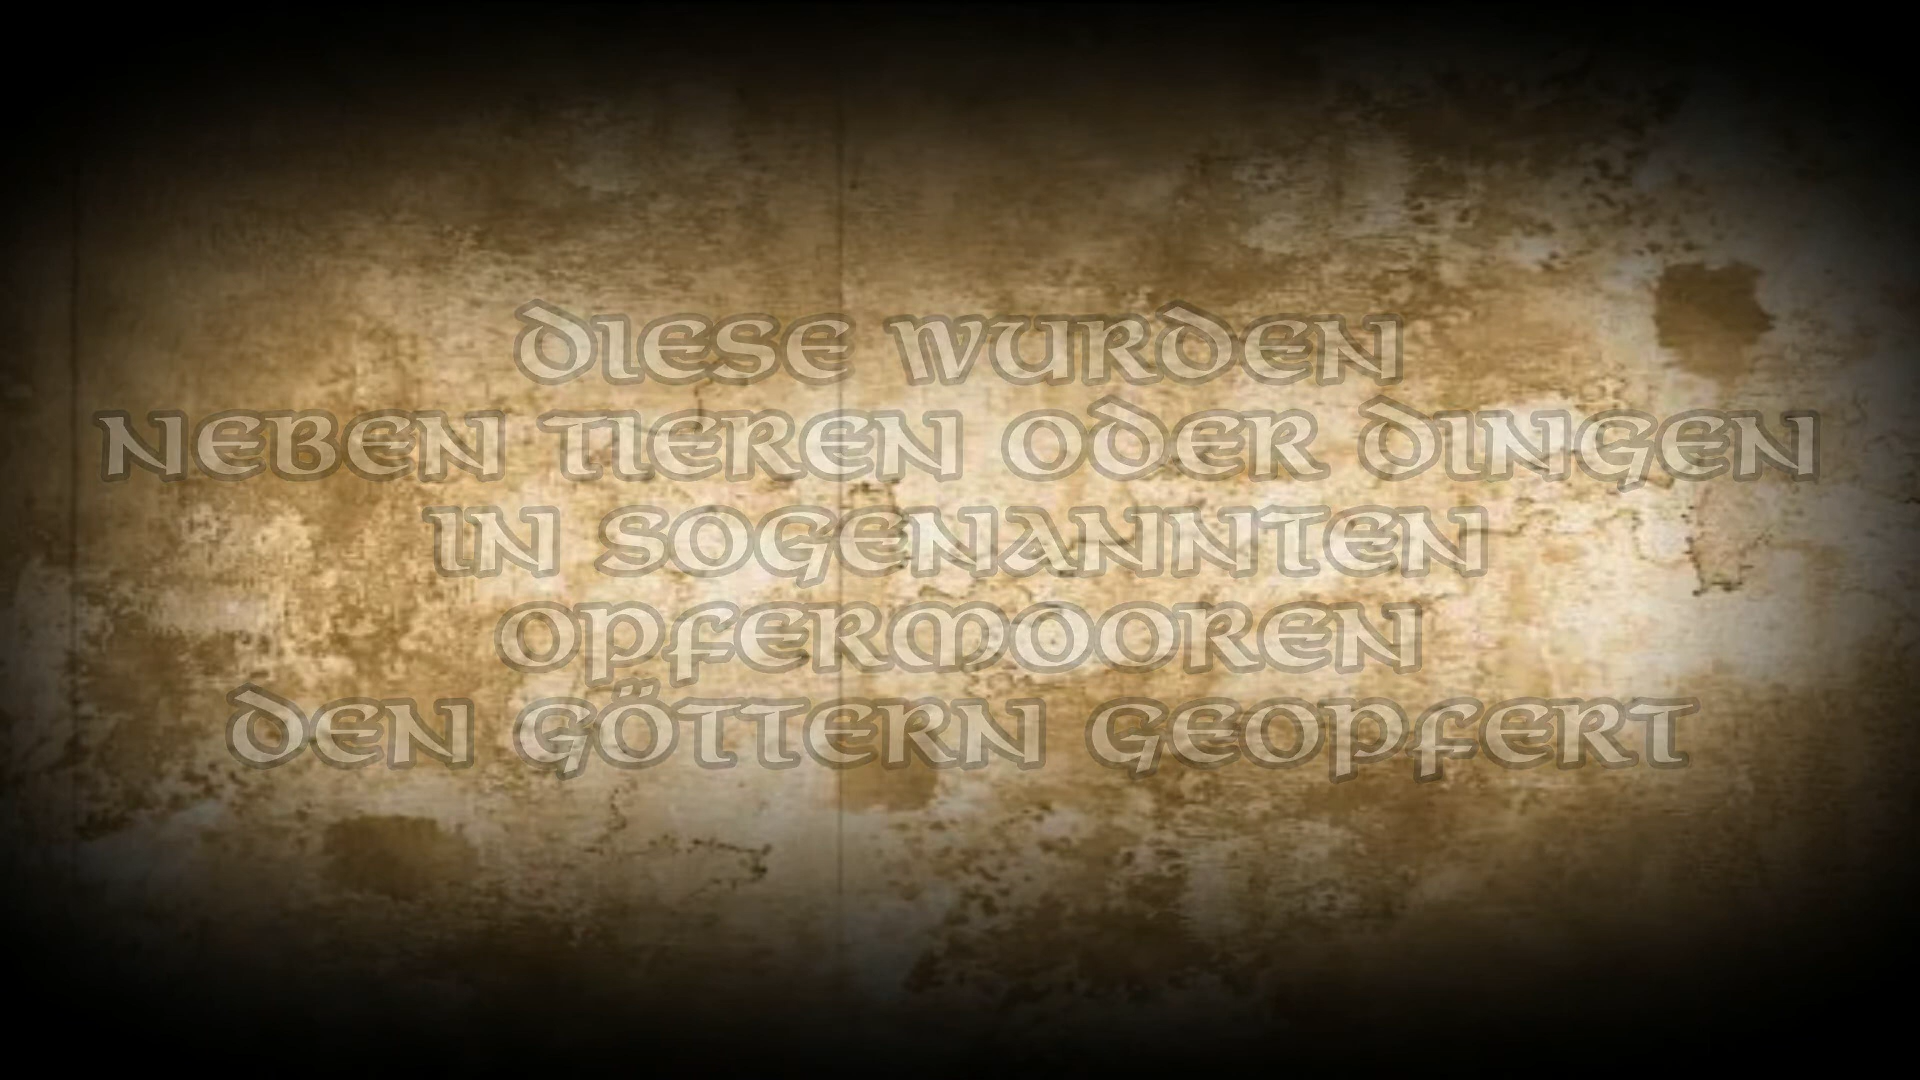 DIESE WURDEN
NEBEN TIEREN ODER DINGEN
IN SOGENANNTEN
OPFERMOOREN
DEN GÖTTERN GEOPFERT